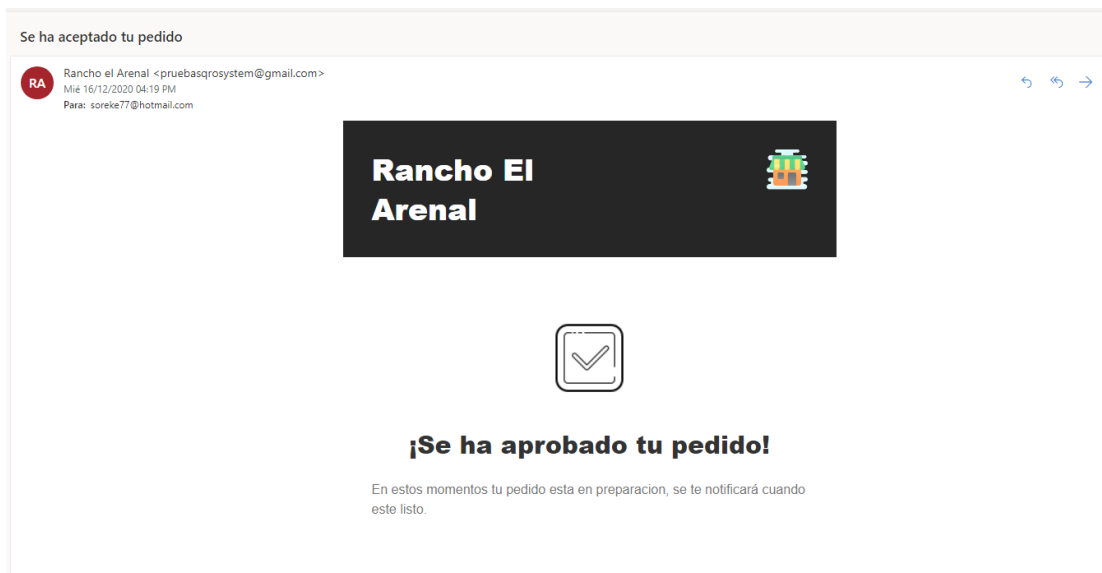 Se ha aceptado tu pedido
RA
Rancho el Arenal <pruebasqrosystem@gmail.com>
Mié 16/12/2020 04:19 PM
Para: soreke77@hotmail.com
Rancho El
Arenal
¡Se ha aprobado tu pedido!
En estos momentos tu pedido esta en preparacion, se te notificará cuando
este listo.